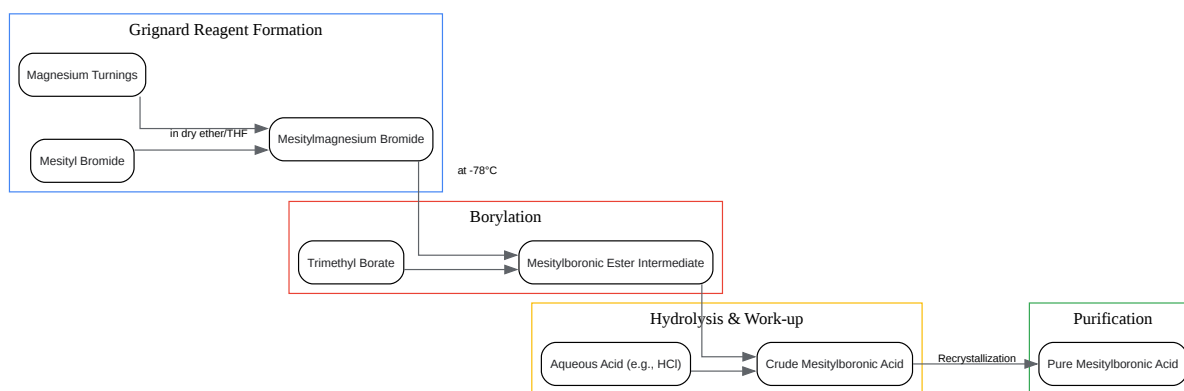 Grignard Reagent Formation
Magnesium Turnings
in dry ether/THF
Mesitylmagnesium Bromide
Mesityl Bromide
at -78°C
Borylation
Trimethyl Borate
Mesitylboronic Ester Intermediate
Hydrolysis & Work-up
Aqueous Acid (e.g., HCl)
Crude Mesitylboronic Acid
Recrystallization
Purification
Pure Mesitylboronic Acid